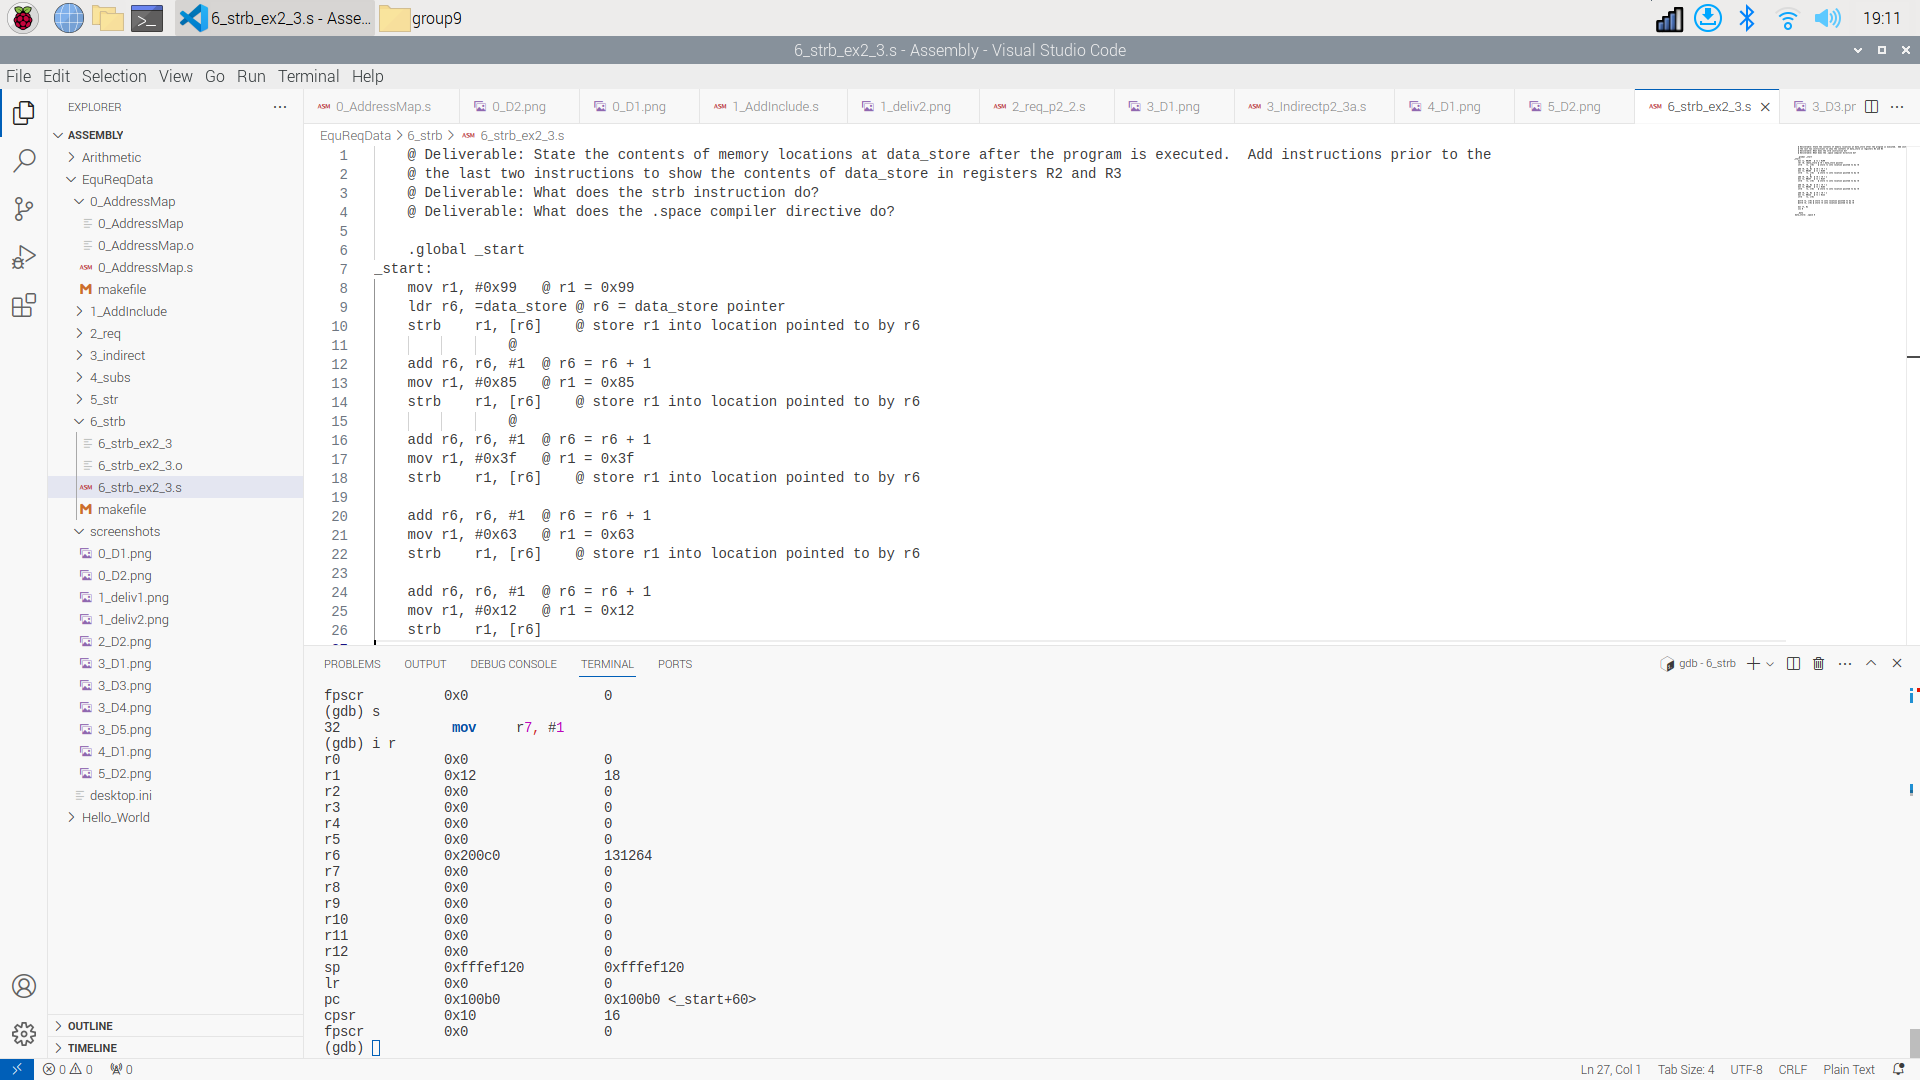 6_strb_ex2_3.s - Asse...
group9
19:11
6_strb_ex2_3.s - Assembly - Visual Studio Code
File Edit Selection View Go Run Terminal Help
EXPLORER
ASSEMBLY
Arithmetic
EquReqData
0_AddressMap
0_AddressMap
0_AddressMap.o
ASM 0_AddressMap.s
M makefile
1_AddInclude
2_req
3_indirect
4_subs
5_str
6_strb
6_strb_ex2_3
6_strb_ex2_3.o
ASM 6_strb_ex2_3.s
M makefile
screenshots
0_D1.png
0_D2.png
1_deliv1.png
1_deliv2.png
2_D2.png
3_D1.png
3_D3.png
3_D4.png
3_D5.png
4_D1.png
5_D2.png
desktop.ini
Hello_World
OUTLINE
TIMELINE
ASM 0_AddressMap.s 0_D2.png 0_D1.png ASM 1_AddInclude.s 1_deliv2.png ASM 2_req_p2_2.s 3_D1.png ASM 3_Indirectp2_3a.s 4_D1.png 5_D2.png ASM 6_strb_ex2_3.s 3_D3.pr
EquReqData > 6_strb > ASM 6_strb_ex2_3.s
1 @ Deliverable: State the contents of memory locations at data_store after the program is executed.  Add instructions prior to the
2 @ the last two instructions to show the contents of data_store in registers R2 and R3
3 @ Deliverable: What does the strb instruction do?
4 @ Deliverable: What does the .space compiler directive do?
5
6 .global _start
7 _start:
8 mov r1, #0x99   @ r1 = 0x99
9 ldr r6, =data_store @ r6 = data_store pointer
10 strb    r1, [r6]    @ store r1 into location pointed to by r6
11 @
12 add r6, r6, #1  @ r6 = r6 + 1
13 mov r1, #0x85   @ r1 = 0x85
14 strb    r1, [r6]    @ store r1 into location pointed to by r6
15 @
16 add r6, r6, #1  @ r6 = r6 + 1
17 mov r1, #0x3f   @ r1 = 0x3f
18 strb    r1, [r6]    @ store r1 into location pointed to by r6
19
20 add r6, r6, #1  @ r6 = r6 + 1
21 mov r1, #0x63   @ r1 = 0x63
22 strb    r1, [r6]    @ store r1 into location pointed to by r6
23
24 add r6, r6, #1  @ r6 = r6 + 1
25 mov r1, #0x12   @ r1 = 0x12
26 strb    r1, [r6]
PROBLEMS OUTPUT DEBUG CONSOLE TERMINAL PORTS
gdb - 6_strb
fpscr 0x0 0
(gdb) s
32 mov r7, #1
(gdb) i r
r0 0x0 0
r1 0x12 18
r2 0x0 0
r3 0x0 0
r4 0x0 0
r5 0x0 0
r6 0x200c0 131264
r7 0x0 0
r8 0x0 0
r9 0x0 0
r10 0x0 0
r11 0x0 0
r12 0x0 0
sp 0xfffef120 0xfffef120
lr 0x0 0
pc 0x100b0 0x100b0 <_start+60>
cpsr 0x10 16
fpscr 0x0 0
(gdb)
0 0 0
Ln 27, Col 1 Tab Size: 4 UTF-8 CRLF Plain Text